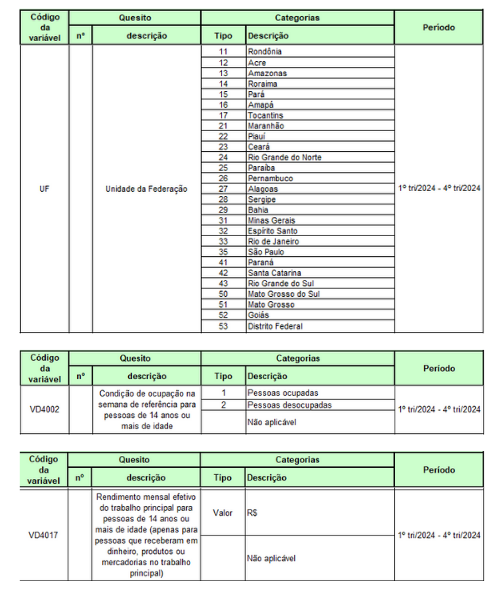 Código da variável Quesito Categorias Período
nº descrição Tipo Descrição
UF Unidade da Federação 1º tri/2024 - 4º tri/2024
11 Rondônia
12 Acre
13 Amazonas
14 Roraima
15 Pará
16 Amapá
17 Tocantins
21 Maranhão
22 Piauí
23 Ceará
24 Rio Grande do Norte
25 Paraíba
26 Pernambuco
27 Alagoas
28 Sergipe
29 Bahia
31 Minas Gerais
32 Espírito Santo
33 Rio de Janeiro
35 São Paulo
41 Paraná
42 Santa Catarina
43 Rio Grande do Sul
50 Mato Grosso do Sul
51 Mato Grosso
52 Goiás
53 Distrito Federal
Código da variável Quesito Categorias Período
nº descrição Tipo Descrição
VD4002
Condição de ocupação na
semana de referência para
pessoas de 14 anos ou
mais de idade
1 Pessoas ocupadas
2 Pessoas desocupadas
Não aplicável
1º tri/2024 - 4º tri/2024
Código da variável Quesito Categorias Período
nº descrição Tipo Descrição
VD4017
Rendimento mensal efetivo
do trabalho principal para
pessoas de 14 anos ou
mais de idade (apenas para
pessoas que receberam em
dinheiro, produtos ou
mercadorias no trabalho
principal)
Valor R$
Não aplicável
1º tri/2024 - 4º tri/2024